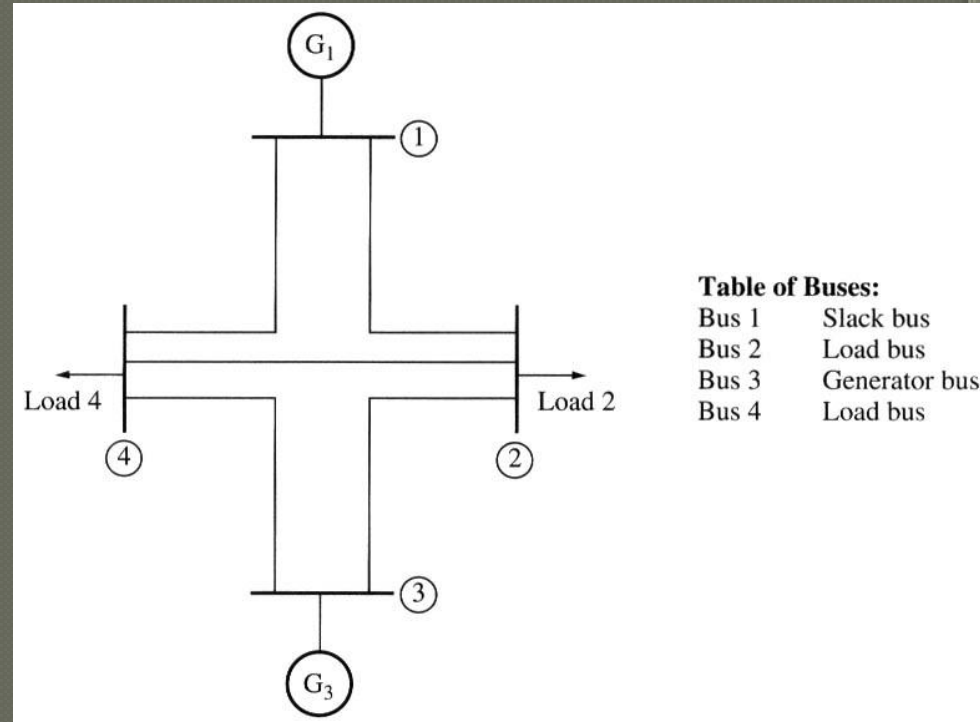 G₁
1
Table of Buses:
Bus 1 Slack bus
Bus 2 Load bus
Bus 3 Generator bus
Bus 4 Load bus
Load 4
Load 2
4
2
3
G₃